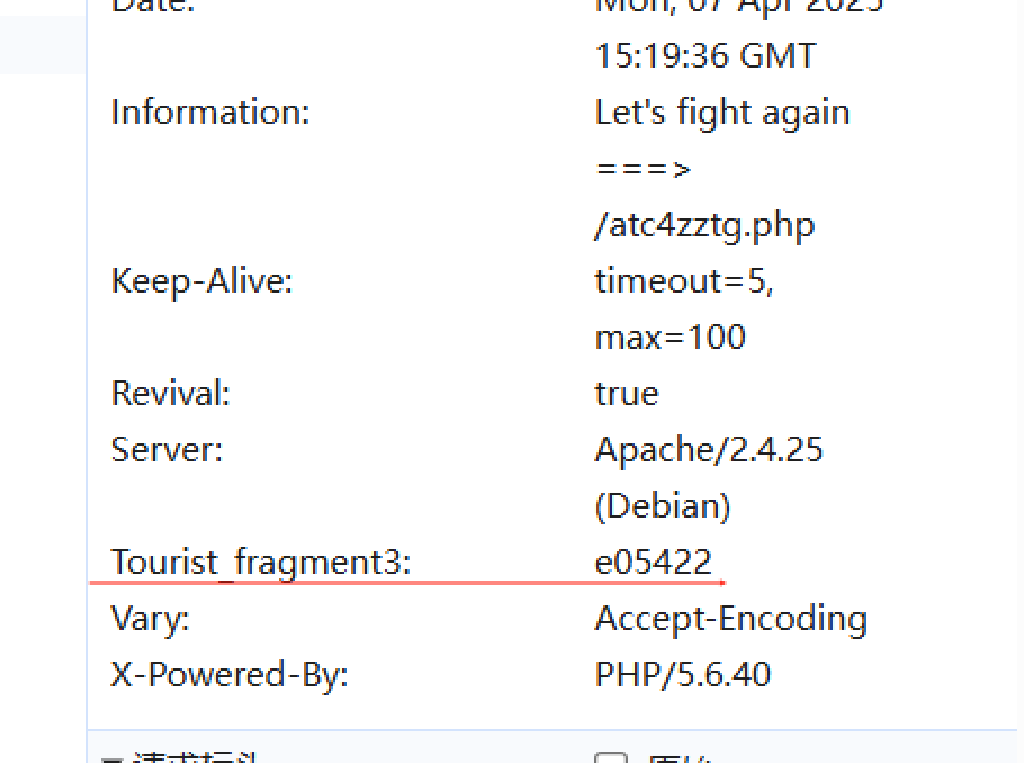 Date: Mon, 07 Apr 2025
15:19:36 GMT
Information: Let's fight again
===>
/atc4zztg.php
Keep-Alive: timeout=5,
max=100
Revival: true
Server: Apache/2.4.25
(Debian)
Tourist_fragment3: e05422
Vary: Accept-Encoding
X-Powered-By: PHP/5.6.40
请求标头